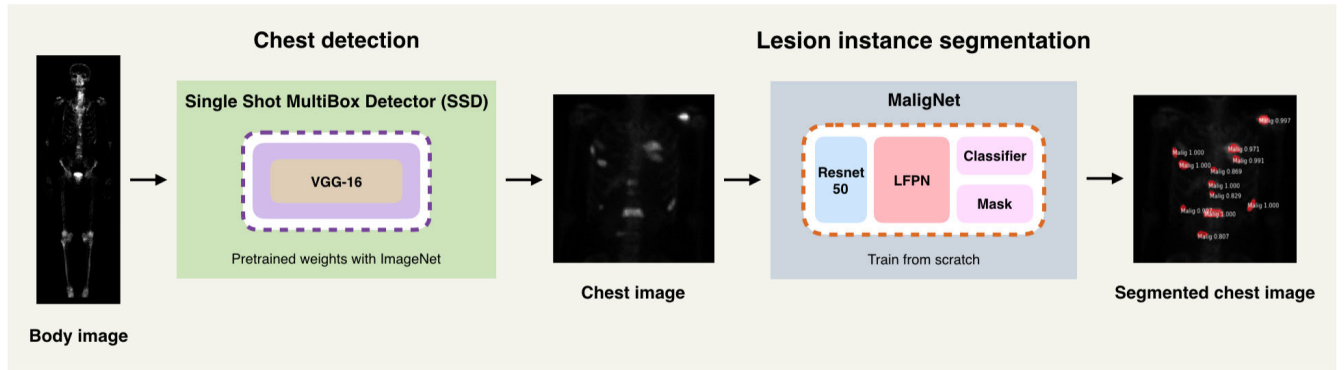 Chest detection
Lesion instance segmentation
Single Shot MultiBox Detector (SSD)
VGG-16
Pretrained weights with ImageNet
Body image
Chest image
MaligNet
Resnet
50
LFPN
Classifier
Mask
Train from scratch
Malig 0.997
Malig 1.000
Malig 0.971
Malig 0.991
Malig 1.000
Malig 0.869
Malig 1.000
Malig 0.829
Malig 1.000
Malig
Malig 1.000
Malig 0.807
Segmented chest image